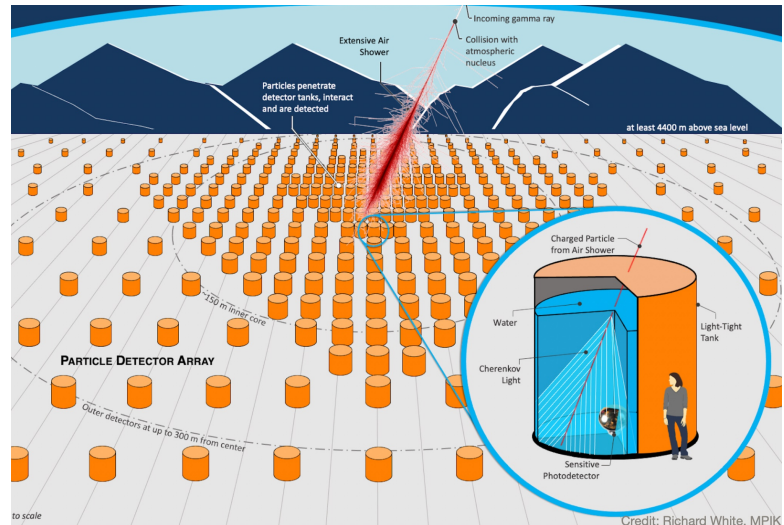 Incoming gamma ray
Collision with
atmospheric
nucleus
Extensive Air
Shower
Particles penetrate
detector tanks, interact
and are detected
at least 4400 m above sea level
150 m inner core
PARTICLE DETECTOR ARRAY
Outer detectors at up to 300 m from center
Charged Particle
from Air Shower
Water
Light-Tight
Tank
Cherenkov
Light
Sensitive
Photodetector
to scale
Credit: Richard White, MPIK